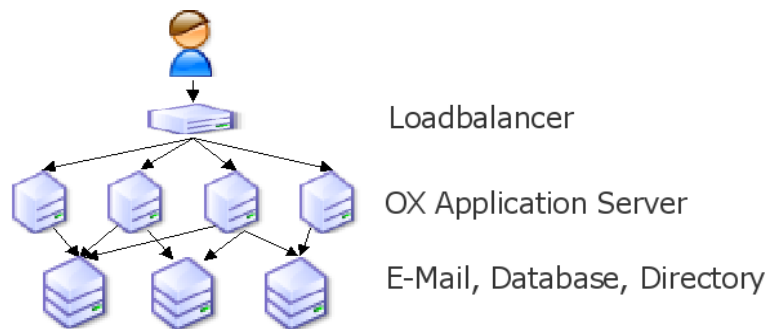 Loadbalancer
OX Application Server
E-Mail, Database, Directory